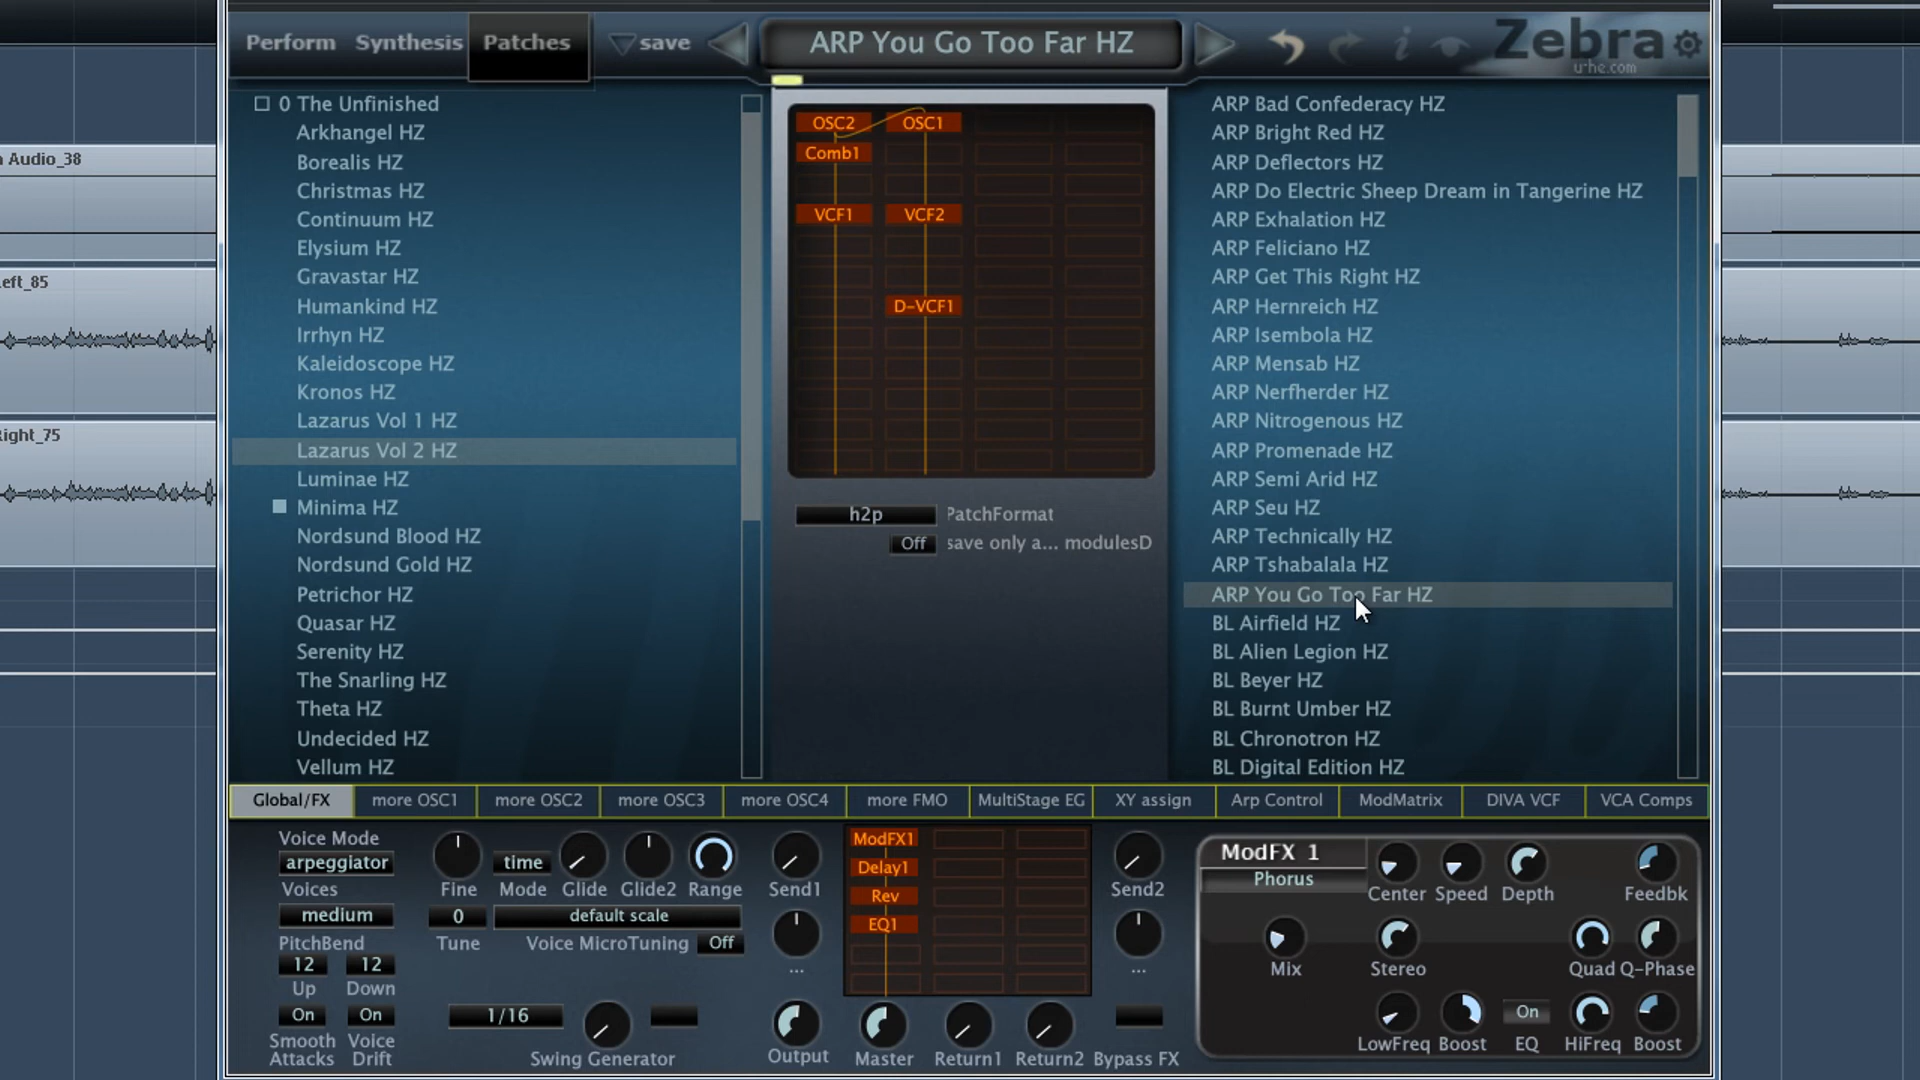 Perform Synthesis Patches save ARP You Go Too Far HZ Zebra
u-he.com
Audio_38
Left_85
Right_75
0 The Unfinished
Arkhangel HZ
Borealis HZ
Christmas HZ
Continuum HZ
Elysium HZ
Gravastar HZ
Humankind HZ
Irrhyn HZ
Kaleidoscope HZ
Kronos HZ
Lazarus Vol 1 HZ
Lazarus Vol 2 HZ
Luminae HZ
Minima HZ
Nordsund Blood HZ
Nordsund Gold HZ
Petrichor HZ
Quasar HZ
Serenity HZ
The Snarling HZ
Theta HZ
Undecided HZ
Vellum HZ
OSC2 OSC1
Comb1
VCF1 VCF2
D-VCF1
h2p PatchFormat
Off save only a... modulesD
ARP Bad Confederacy HZ
ARP Bright Red HZ
ARP Deflectors HZ
ARP Do Electric Sheep Dream in Tangerine HZ
ARP Exhalation HZ
ARP Feliciano HZ
ARP Get This Right HZ
ARP Hernreich HZ
ARP Isembola HZ
ARP Mensab HZ
ARP Nerfherder HZ
ARP Nitrogenous HZ
ARP Promenade HZ
ARP Semi Arid HZ
ARP Seu HZ
ARP Technically HZ
ARP Tshabalala HZ
ARP You Go Too Far HZ
BL Airfield HZ
BL Alien Legion HZ
BL Beyer HZ
BL Burnt Umber HZ
BL Chronotron HZ
BL Digital Edition HZ
Global/FX more OSC1 more OSC2 more OSC3 more OSC4 more FMO MultiStage EG XY assign Arp Control ModMatrix DIVA VCF VCA Comps
Voice Mode
arpeggiator
Voices
medium
PitchBend
12 12
Up Down
On On
Smooth Attacks Voice Drift
time
Fine Mode Glide Glide2 Range
0 default scale
Tune Voice MicroTuning Off
1/16
Swing Generator
Send1
...
Output
ModFX1
Delay1
Rev
EQ1
Master Return1 Return2
Send2
...
Bypass FX
ModFX 1
Phorus
Center Speed Depth Feedbk
Mix Stereo Quad Q-Phase
On
LowFreq Boost EQ HiFreq Boost